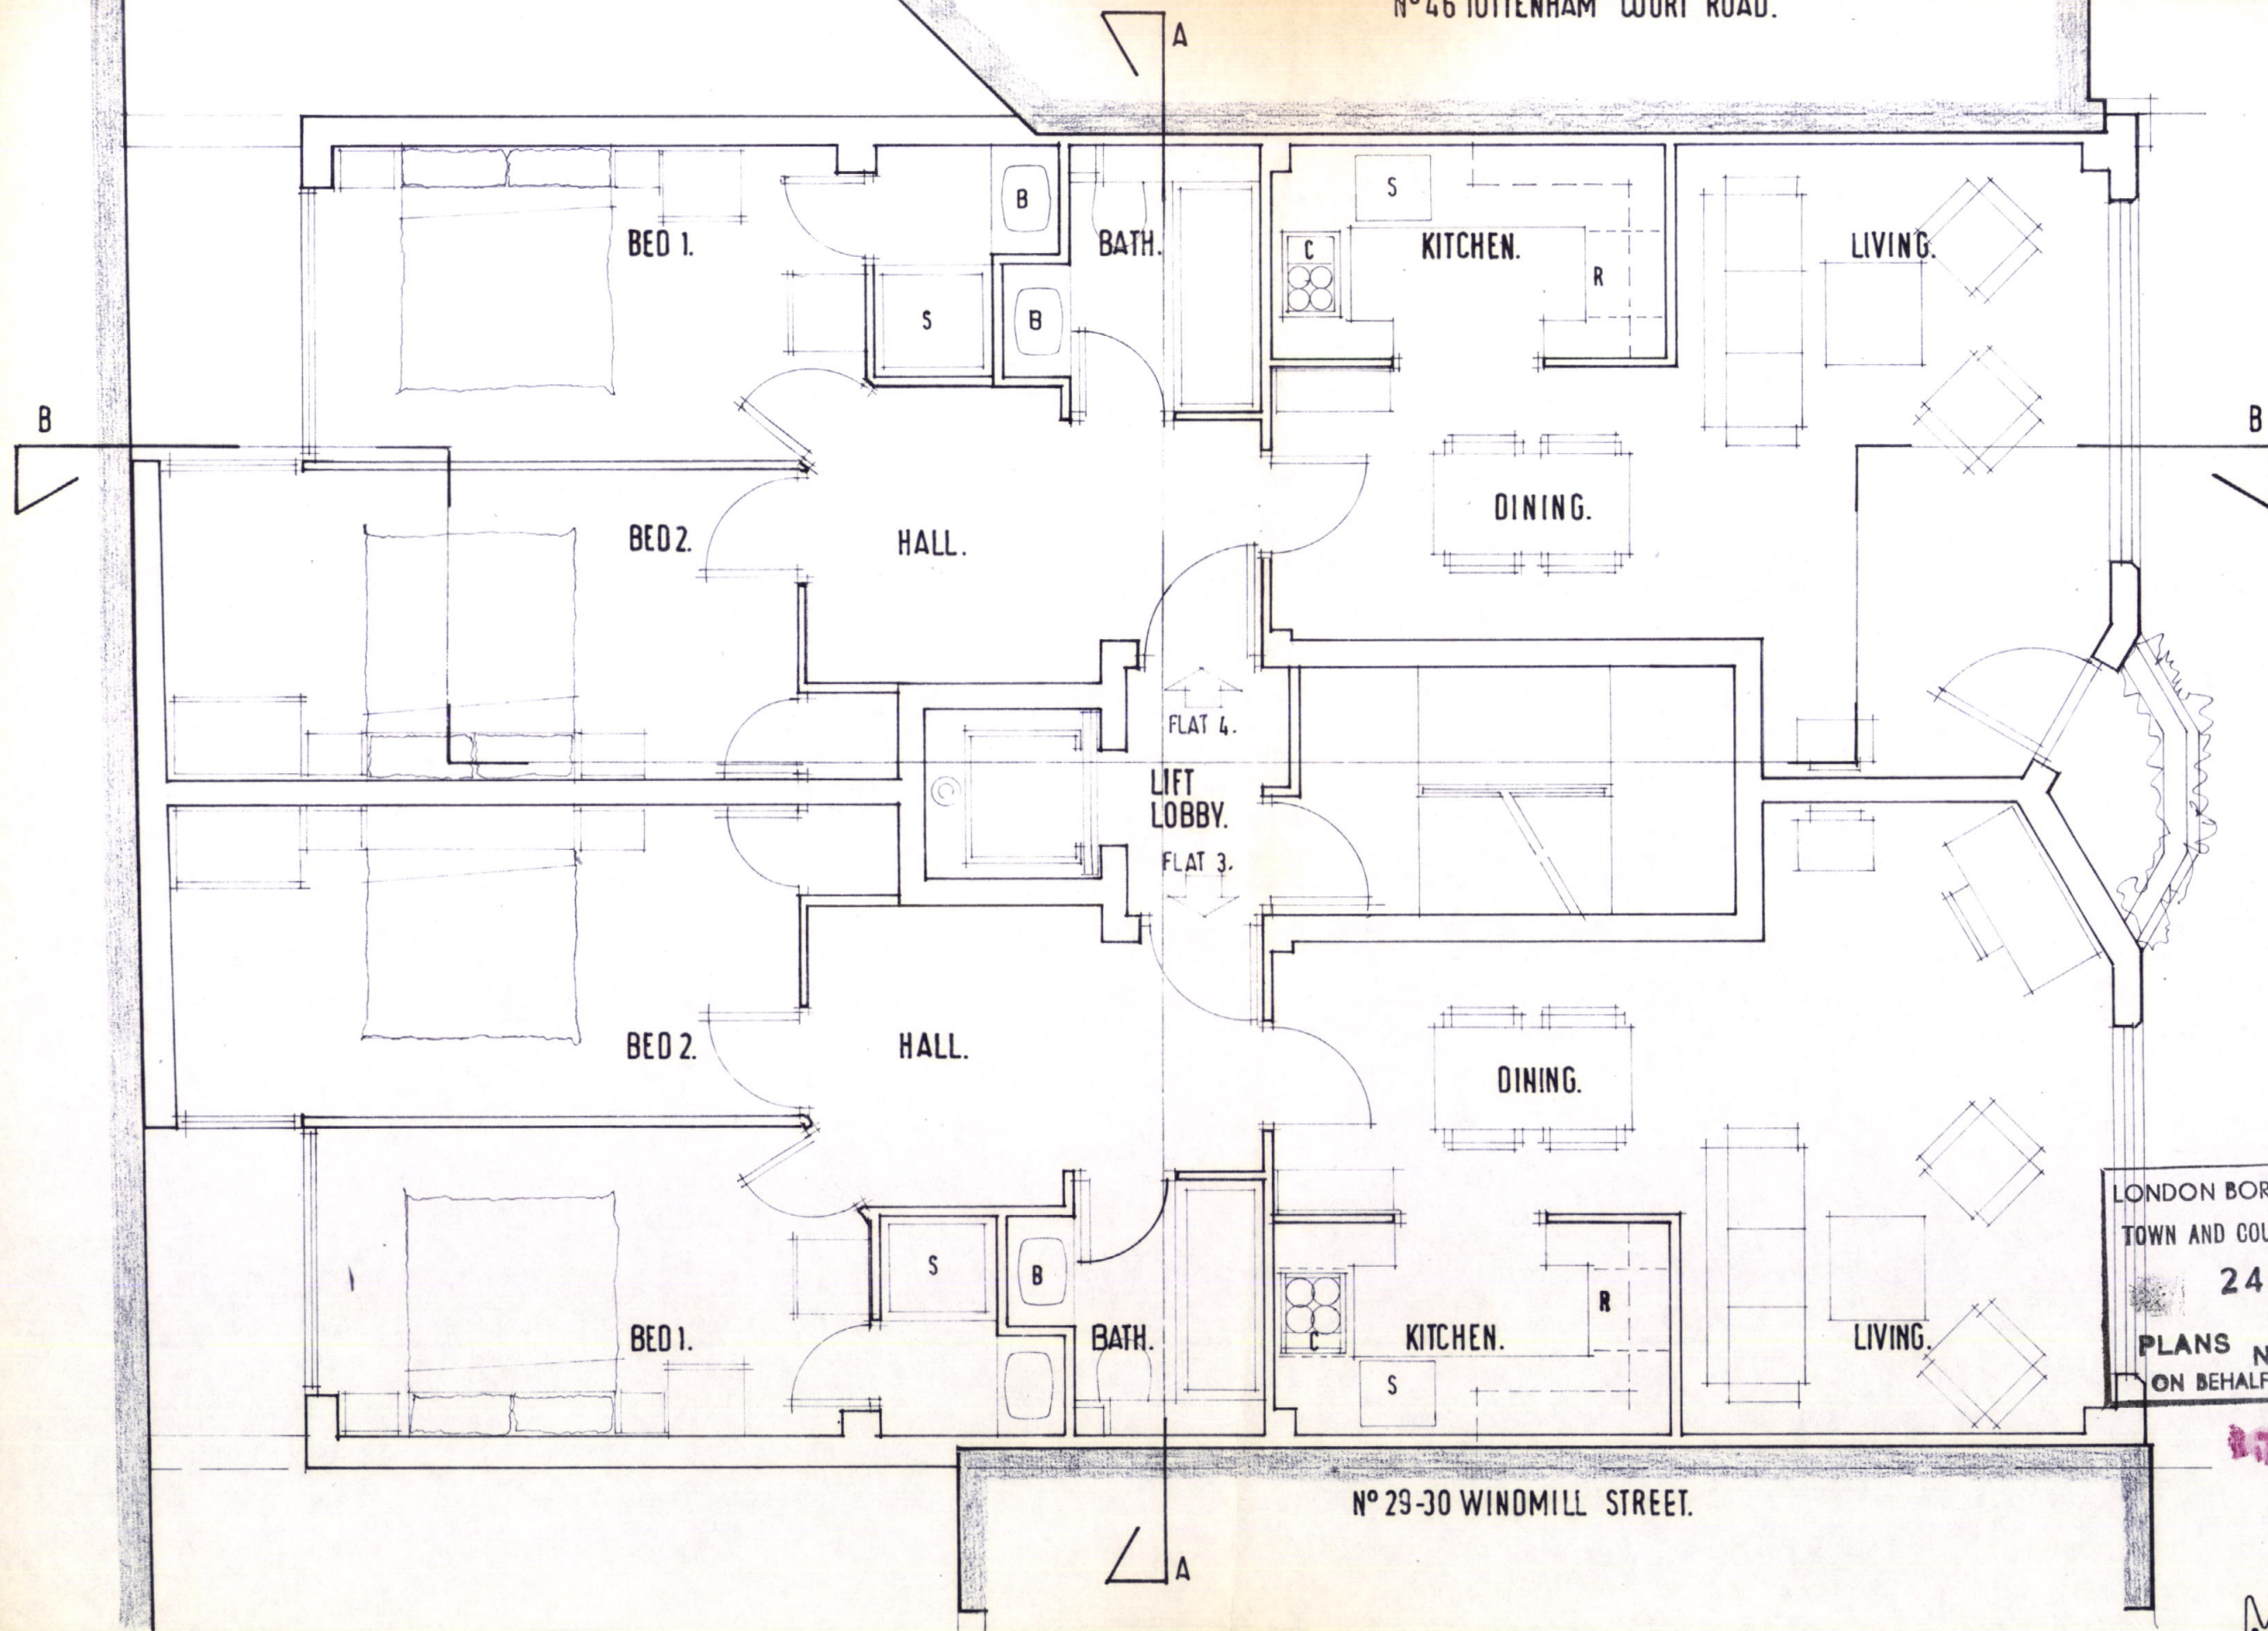 Nº 46 TOTTENHAM COURT ROAD.
A
B
B
BED 1.
B
BATH.
S
KITCHEN.
LIVING.
C
R
S
B
BED 2.
HALL.
DINING.
FLAT 4.
LIFT
LOBBY.
FLAT 3.
BED 2.
HALL.
DINING.
BED 1.
S
B
BATH.
C
KITCHEN.
R
S
LIVING.
LONDON BOR
TOWN AND COU
24
PLANS N
ON BEHALF
Nº 29-30 WINDMILL STREET.
A